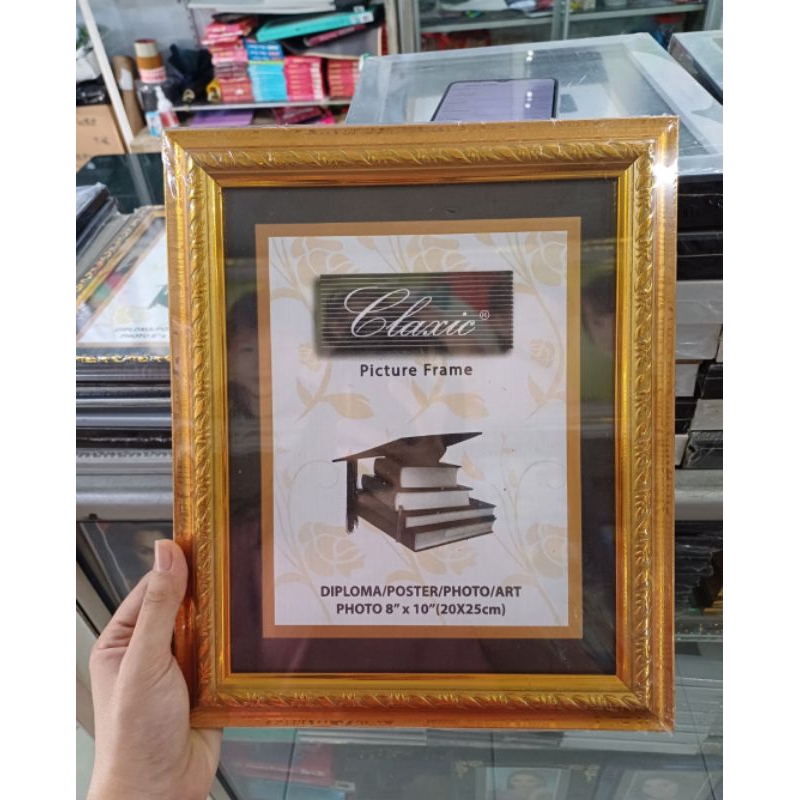 Claxic®
Picture Frame
DIPLOMA/POSTER/PHOTO/ART
PHOTO 8" x 10"(20X25cm)